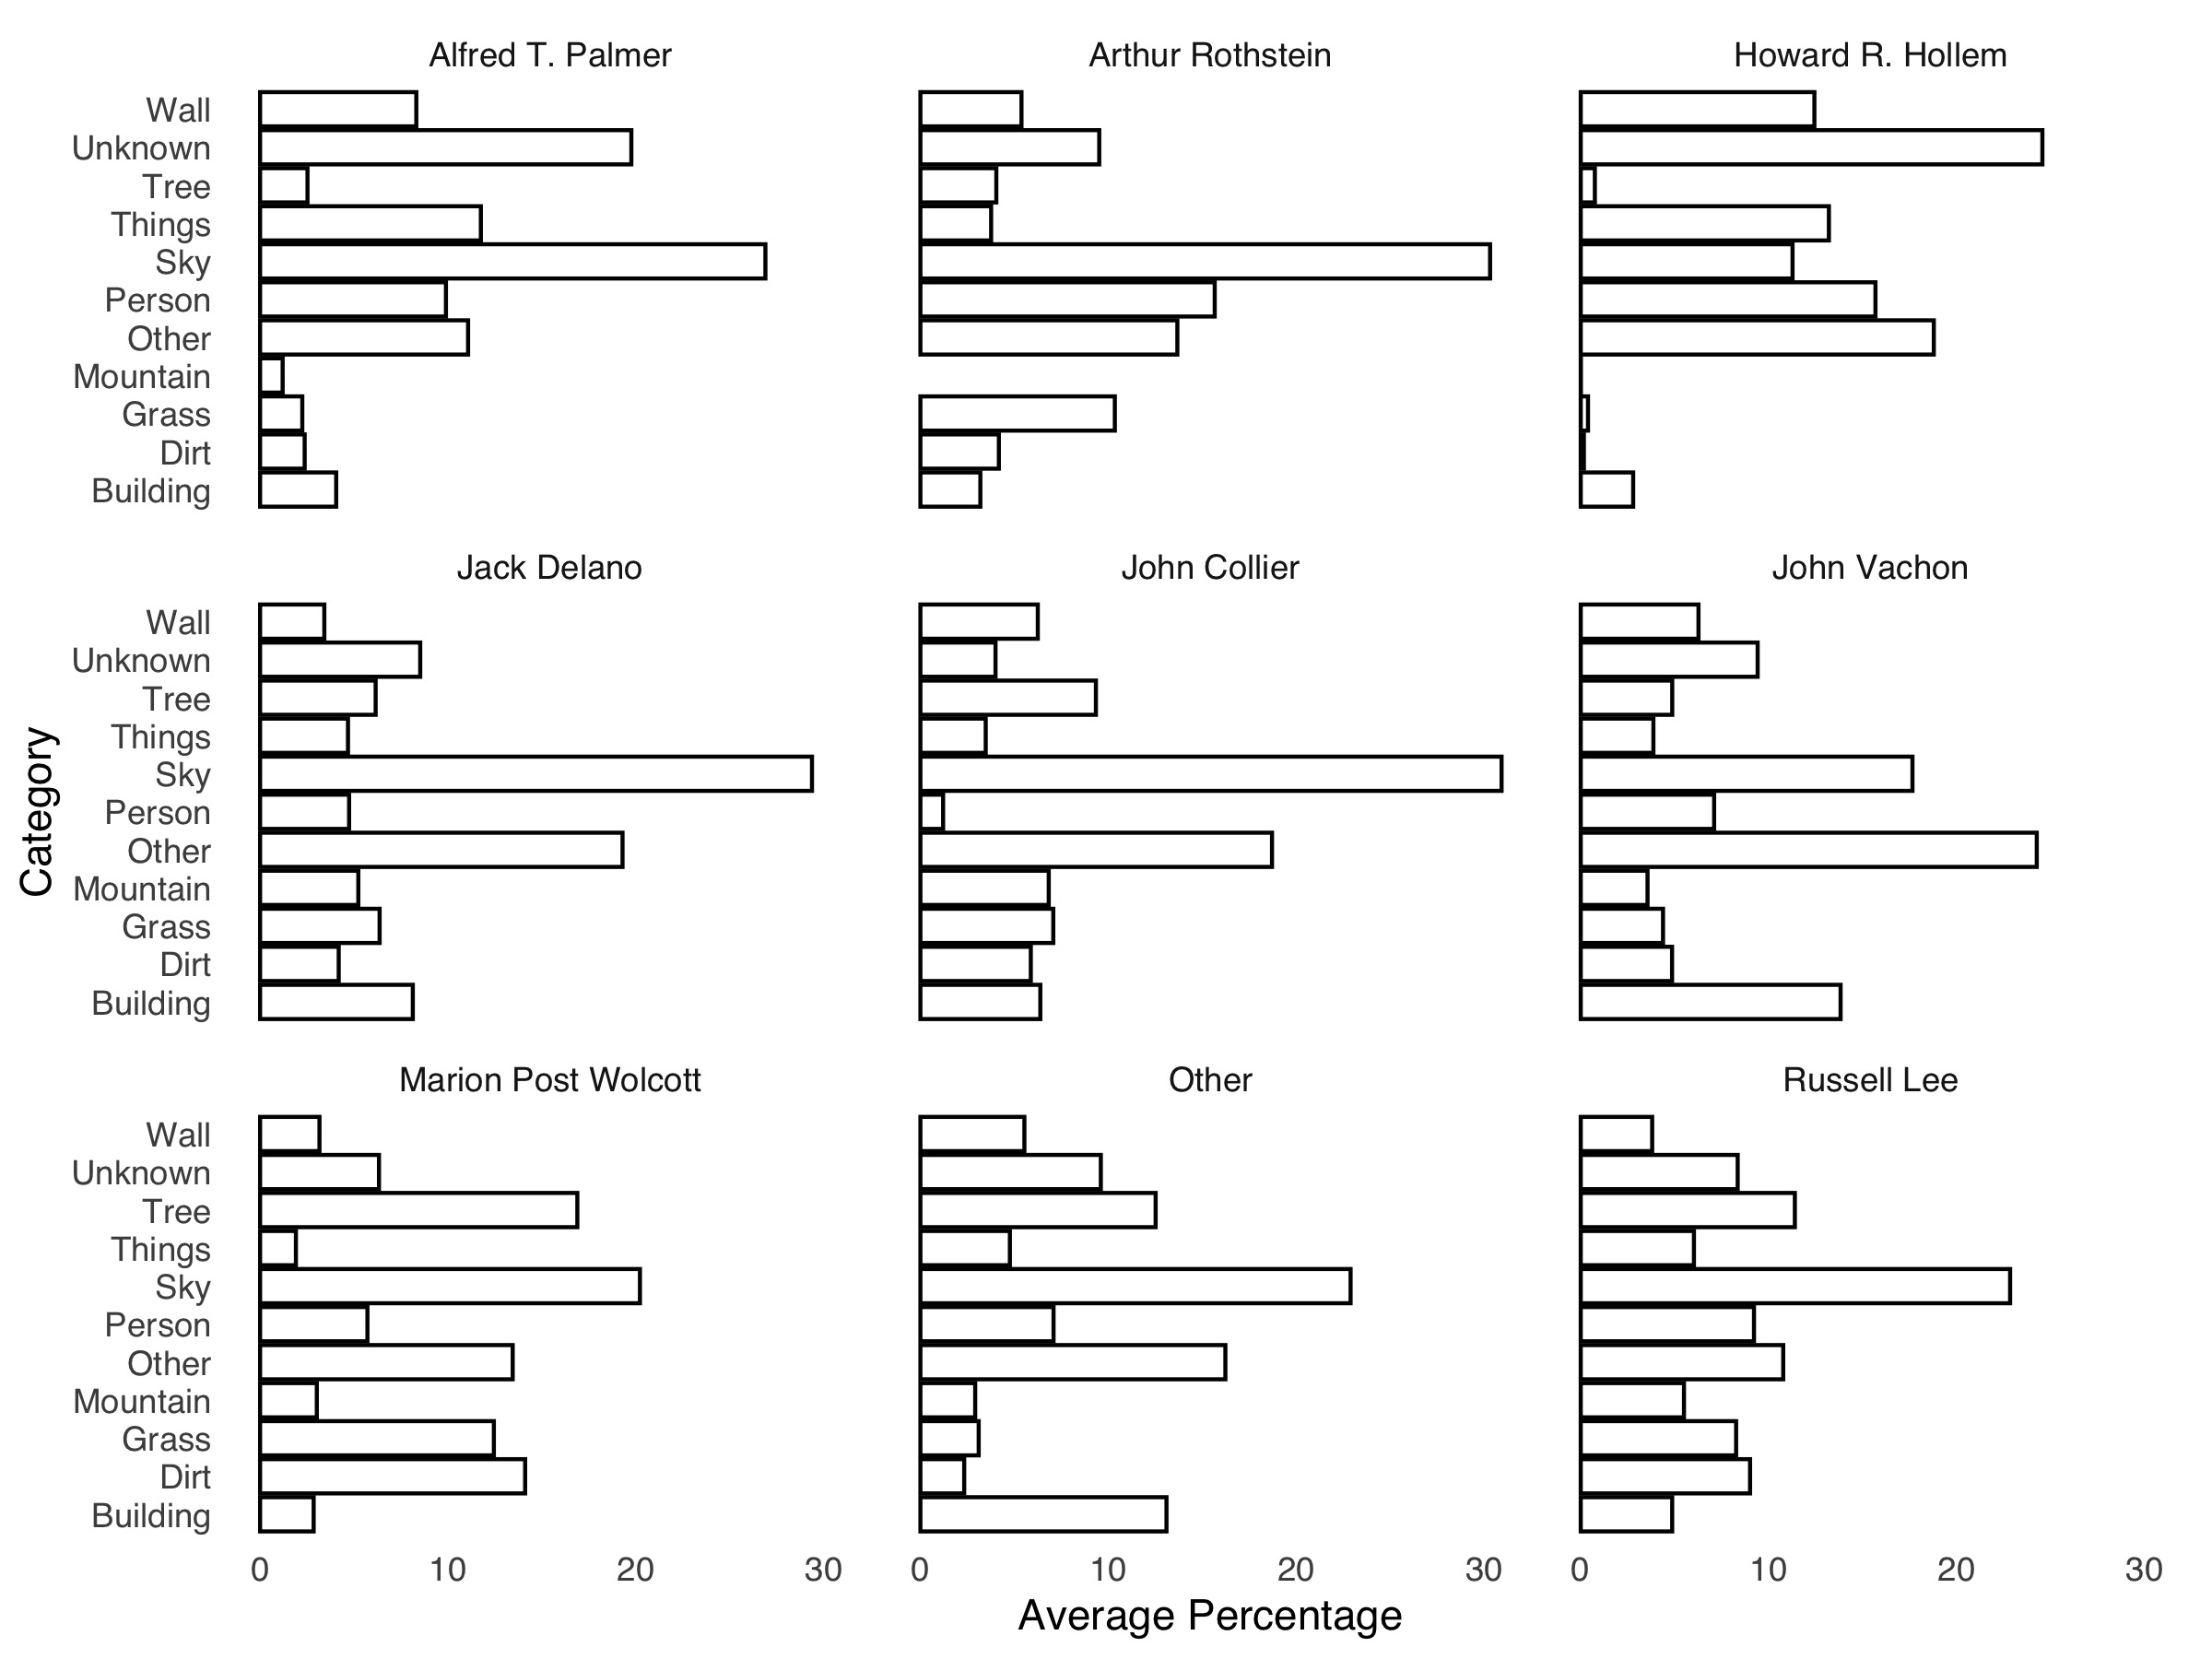 Alfred T. Palmer
Arthur Rothstein
Howard R. Hollem
Wall
Unknown
Tree
Things
Sky
Person
Other
Mountain
Grass
Dirt
Building
Jack Delano
John Collier
John Vachon
Wall
Unknown
Tree
Things
Sky
Person
Other
Mountain
Grass
Dirt
Building
Category
Marion Post Wolcott
Other
Russell Lee
Wall
Unknown
Tree
Things
Sky
Person
Other
Mountain
Grass
Dirt
Building
0 10 20 30 0 10 20 30 0 10 20 30
Average Percentage